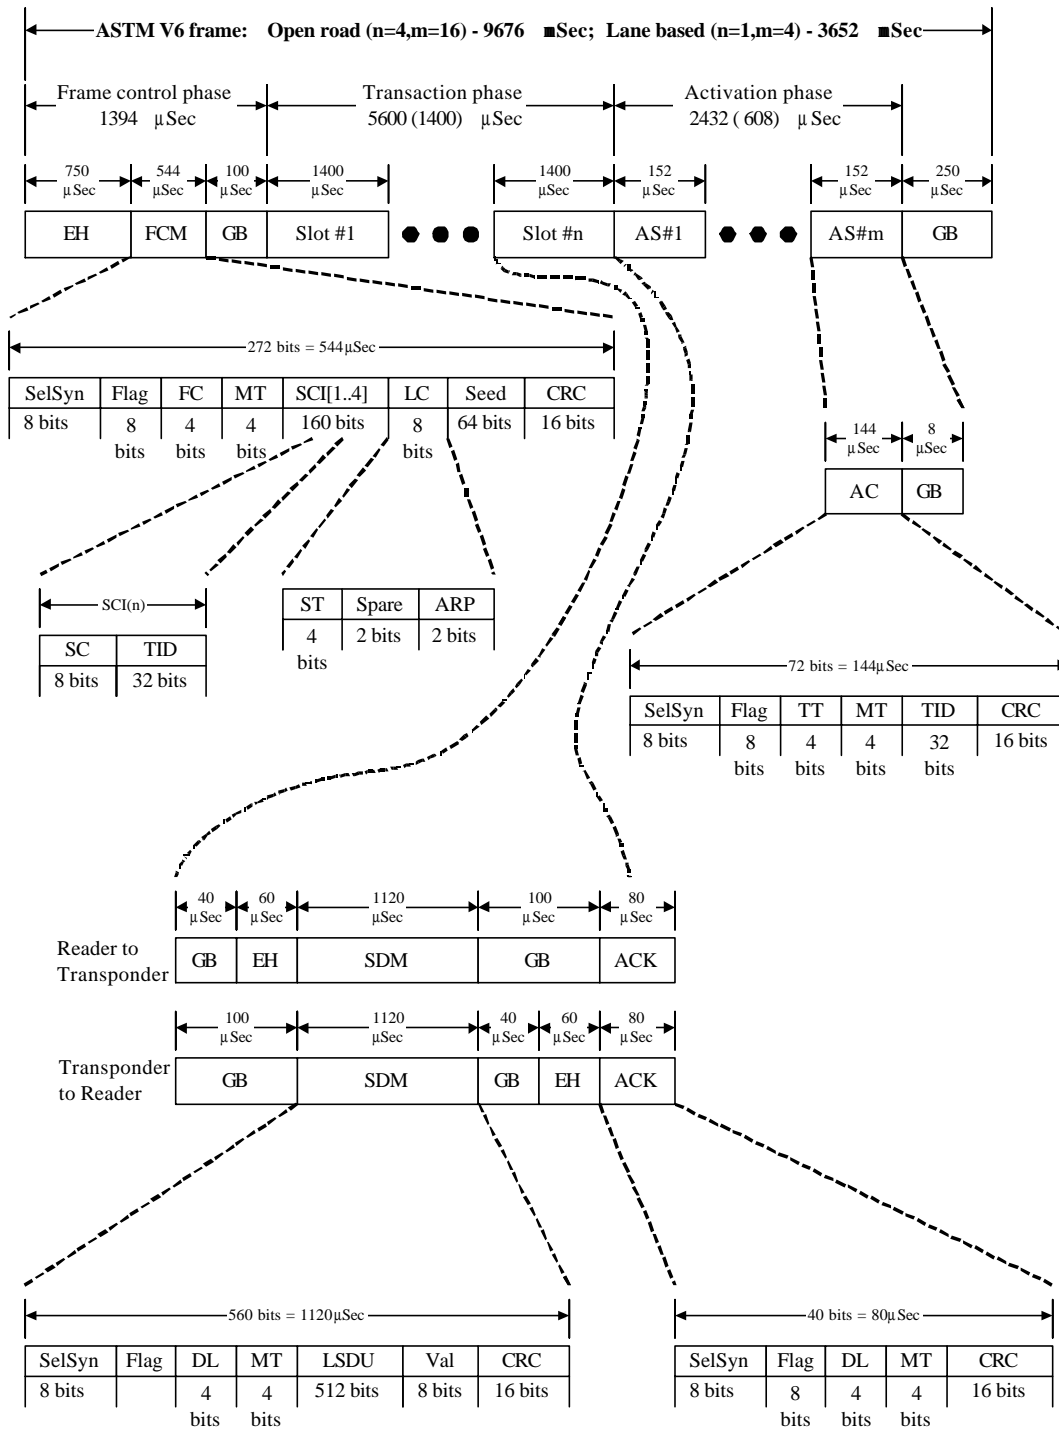 ASTM V6 frame: Open road (n=4,m=16) - 9676 mSec; Lane based (n=1,m=4) - 3652 mSec
Frame control phase
1394 µSec
Transaction phase
5600 (1400) µSec
Activation phase
2432 ( 608) µSec
750 µSec
544 µSec
100 µSec
1400 µSec
1400 µSec
152 µSec
152 µSec
250 µSec
EH FCM GB Slot #1 Slot #n AS#1 AS#m GB
272 bits = 544µSec
SelSyn Flag FC MT SCI[1..4] LC Seed CRC
8 bits 8 bits 4 bits 4 bits 160 bits 8 bits 64 bits 16 bits
144 µSec
8 µSec
AC GB
SCI(n)
SC TID
8 bits 32 bits
ST Spare ARP
4 bits 2 bits 2 bits
72 bits = 144µSec
SelSyn Flag TT MT TID CRC
8 bits 8 bits 4 bits 4 bits 32 bits 16 bits
40 µSec
60 µSec
1120 µSec
100 µSec
80 µSec
Reader to Transponder
GB EH SDM GB ACK
100 µSec
1120 µSec
40 µSec
60 µSec
80 µSec
Transponder to Reader
GB SDM GB EH ACK
560 bits = 1120µSec
SelSyn Flag DL MT LSDU Val CRC
8 bits 4 bits 4 bits 512 bits 8 bits 16 bits
40 bits = 80µSec
SelSyn Flag DL MT CRC
8 bits 8 bits 4 bits 4 bits 16 bits